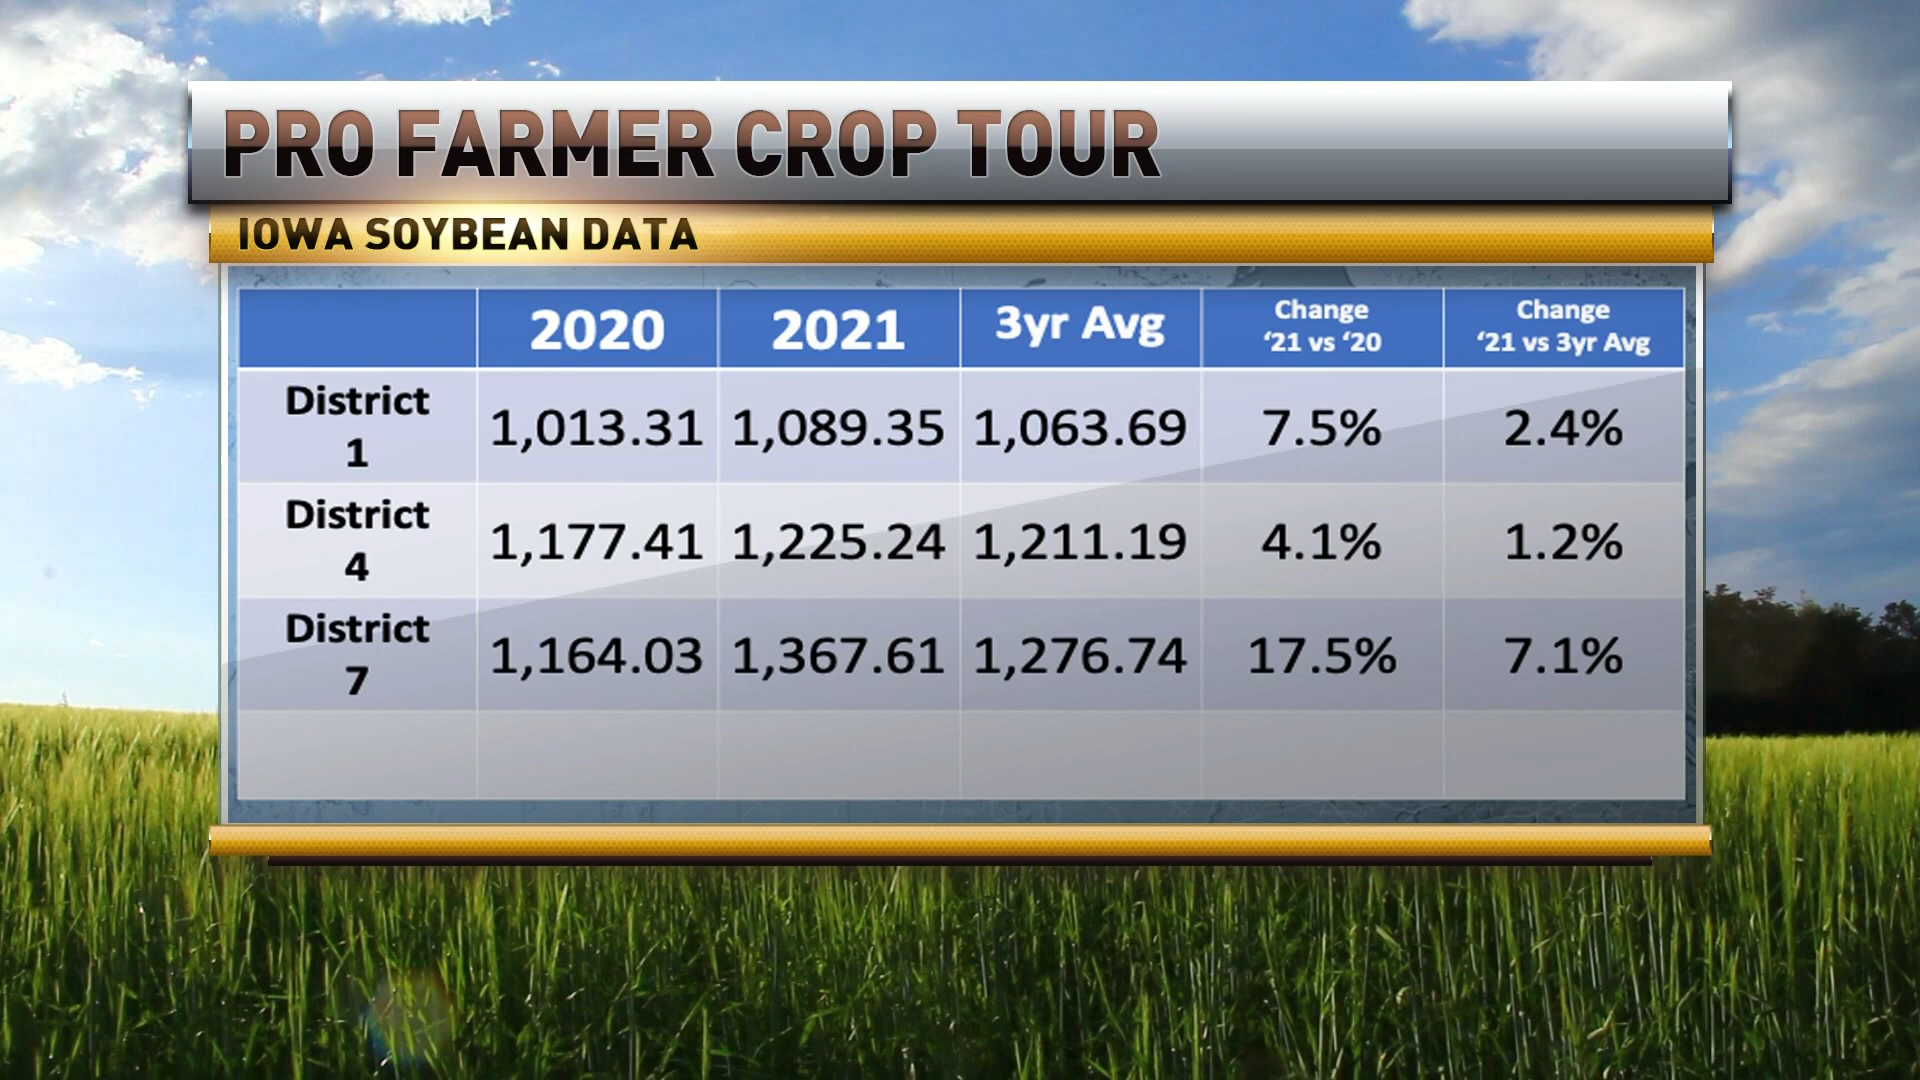 PRO FARMER CROP TOUR
IOWA SOYBEAN DATA
2020 2021 3yr Avg Change ‘21 vs ‘20 Change ‘21 vs 3yr Avg
District 1 1,013.31 1,089.35 1,063.69 7.5% 2.4%
District 4 1,177.41 1,225.24 1,211.19 4.1% 1.2%
District 7 1,164.03 1,367.61 1,276.74 17.5% 7.1%